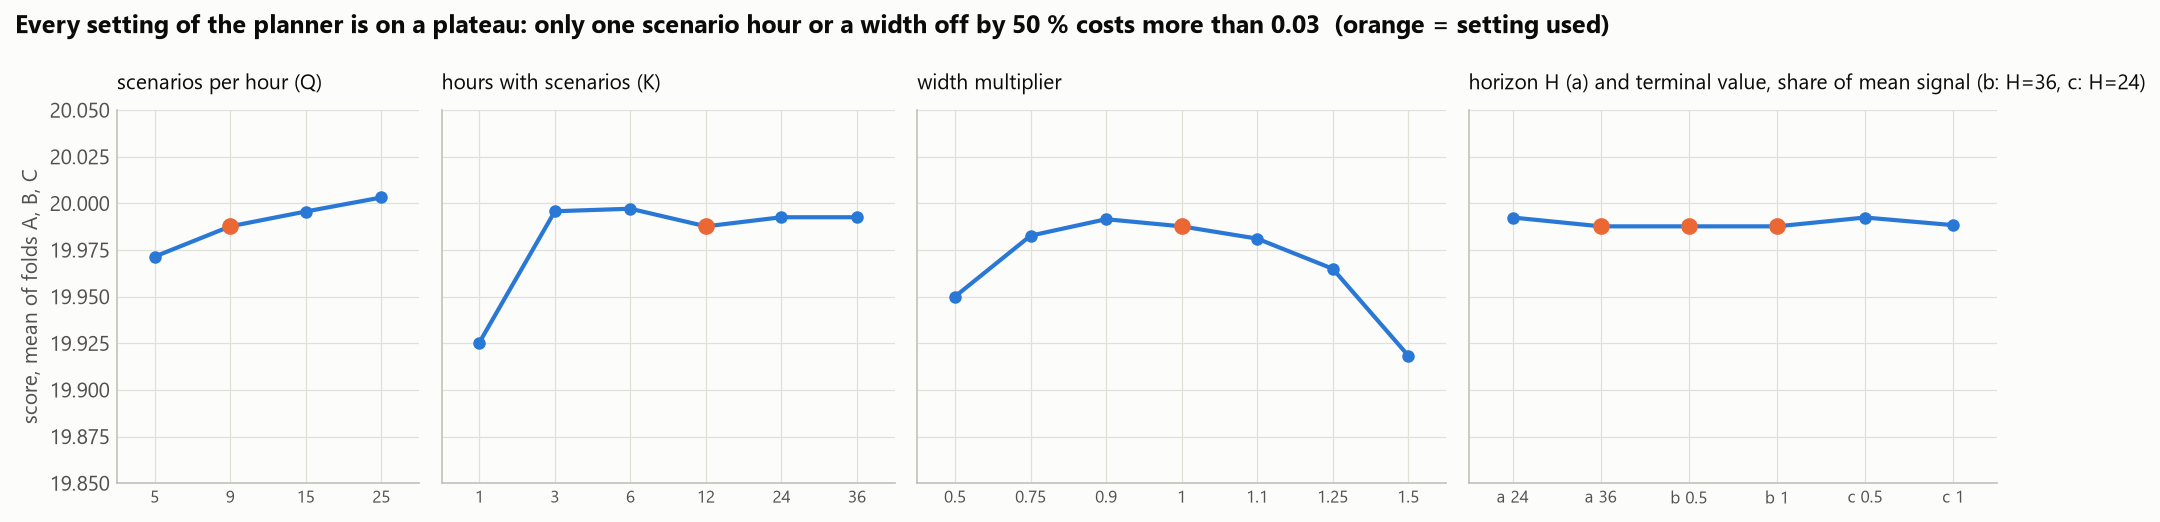 Every setting of the planner is on a plateau: only one scenario hour or a width off by 50 % costs more than 0.03  (orange = setting used)
scenarios per hour (Q)
hours with scenarios (K)
width multiplier
horizon H (a) and terminal value, share of mean signal (b: H=36, c: H=24)
score, mean of folds A, B, C
20.050
20.025
20.000
19.975
19.950
19.925
19.900
19.875
19.850
5 9 15 25
1 3 6 12 24 36
0.5 0.75 0.9 1 1.1 1.25 1.5
a 24 a 36 b 0.5 b 1 c 0.5 c 1